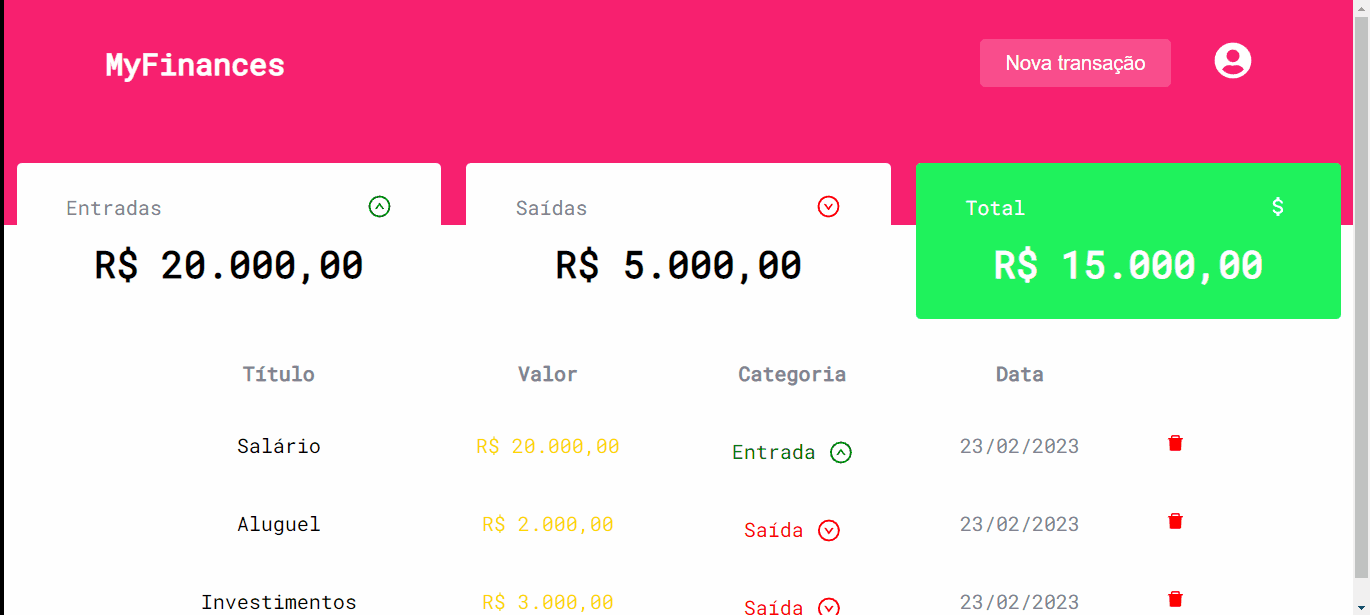 MyFinances Nova transação
Entradas Saídas Total $
R$ 20.000,00 R$ 5.000,00 R$ 15.000,00
Título Valor Categoria Data
Salário R$ 20.000,00 Entrada 23/02/2023
Aluguel R$ 2.000,00 Saída 23/02/2023
Investimentos R$ 3.000,00 Saída 23/02/2023